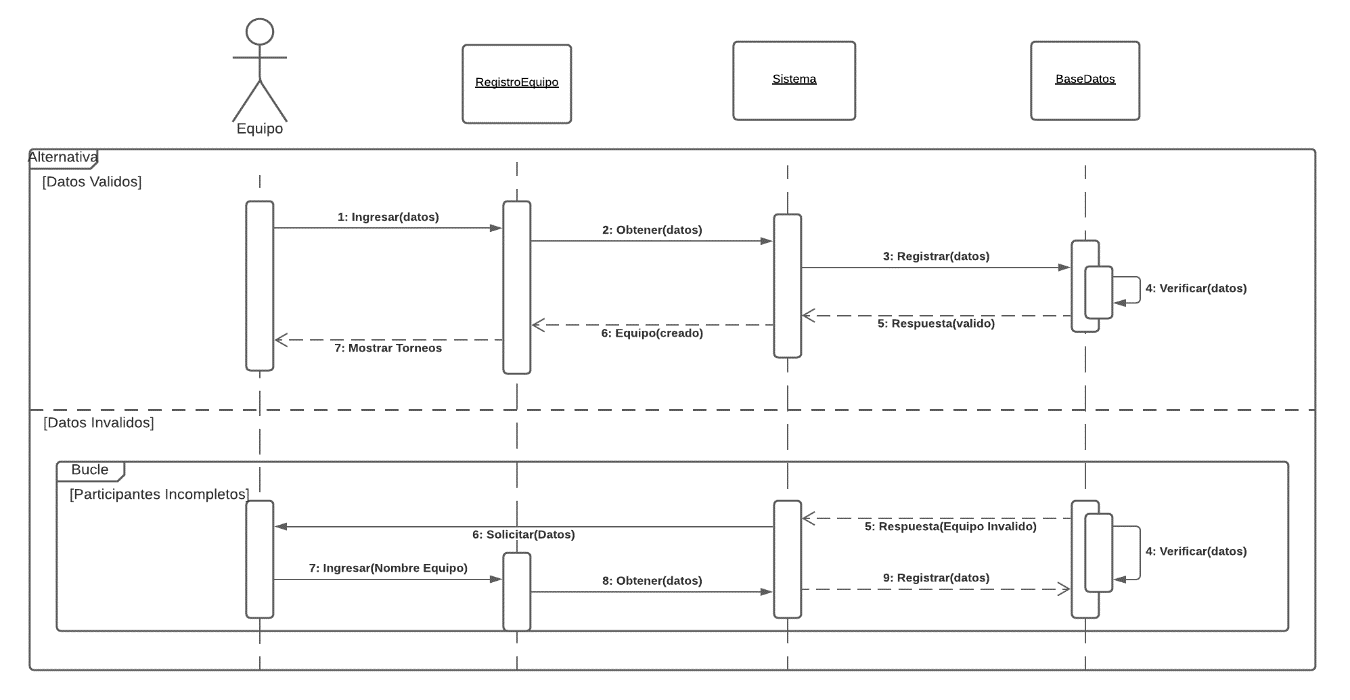 Equipo
RegistroEquipo
Sistema
BaseDatos
Alternativa
[Datos Validos]
1: Ingresar(datos)
2: Obtener(datos)
3: Registrar(datos)
4: Verificar(datos)
5: Respuesta(valido)
6: Equipo(creado)
7: Mostrar Torneos
[Datos Invalidos]
Bucle
[Participantes Incompletos]
5: Respuesta(Equipo Invalido)
6: Solicitar(Datos)
4: Verificar(datos)
7: Ingresar(Nombre Equipo)
8: Obtener(datos)
9: Registrar(datos)